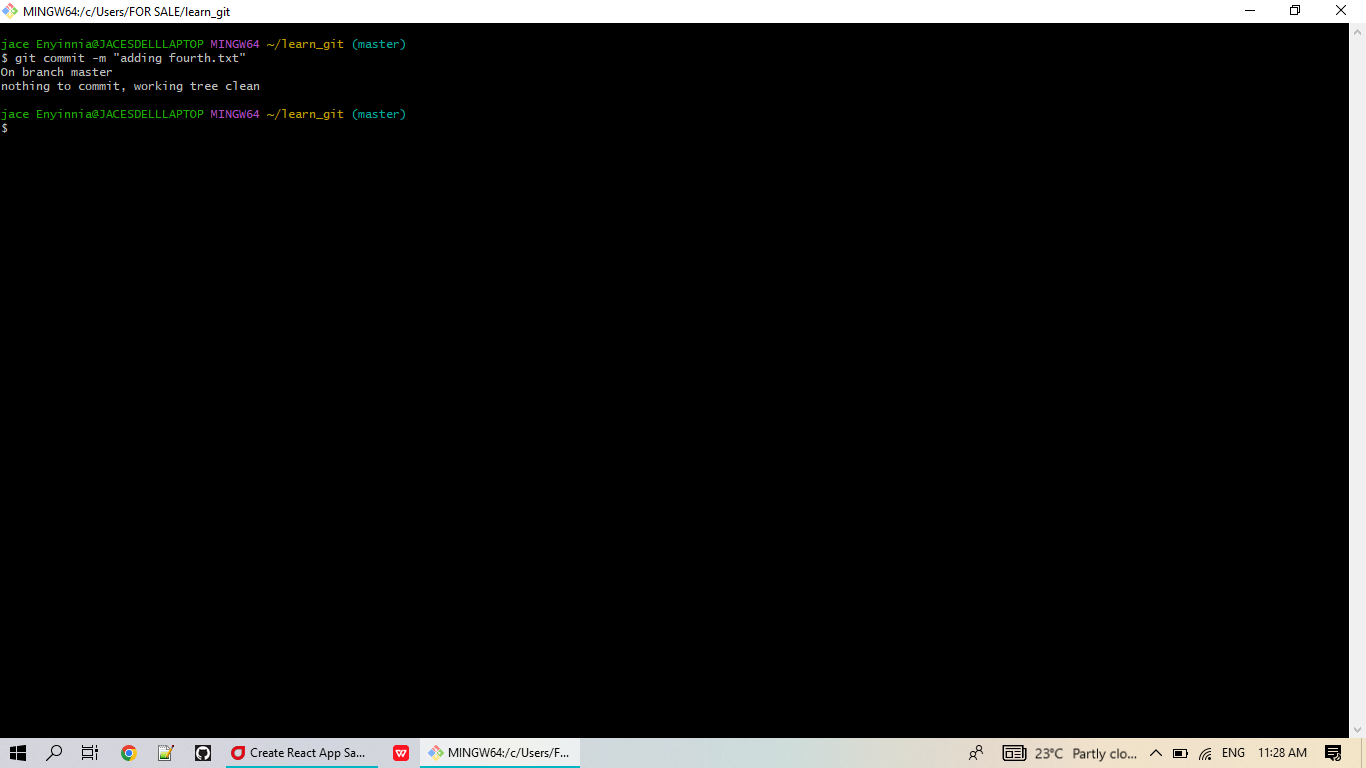 MINGW64:/c/Users/FOR SALE/learn_git
jace Enyinnia@JACESDELLLAPTOP MINGW64 ~/learn_git (master)
$ git commit -m "adding fourth.txt"
On branch master
nothing to commit, working tree clean
jace Enyinnia@JACESDELLLAPTOP MINGW64 ~/learn_git (master)
$
Create React App Sa... MINGW64:/c/Users/F... 23°C Partly clo... ENG 11:28 AM